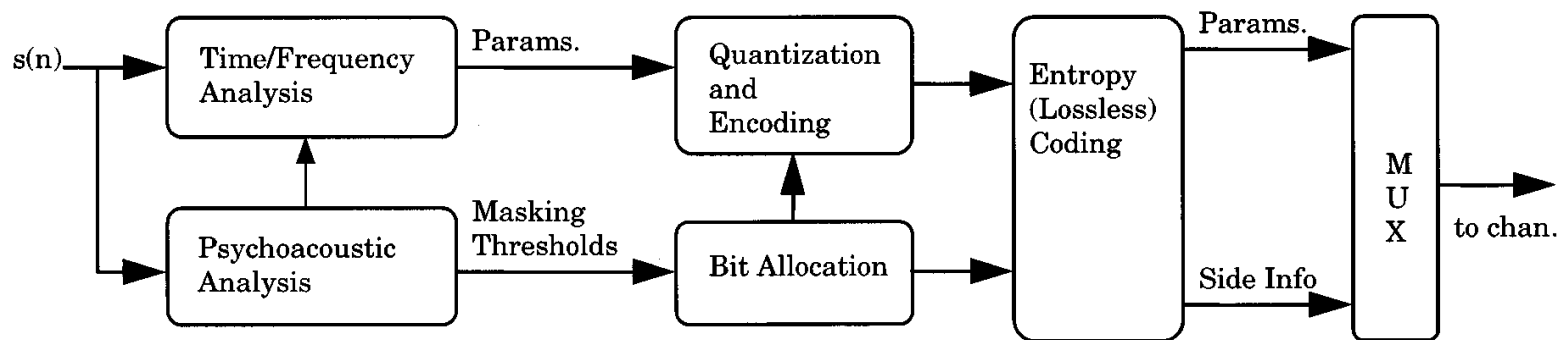 s(n)
Time/Frequency
Analysis
Params.
Quantization
and
Encoding
Entropy
(Lossless)
Coding
Params.
M
U
X
to chan.
Psychoacoustic
Analysis
Masking
Thresholds
Bit Allocation
Side Info